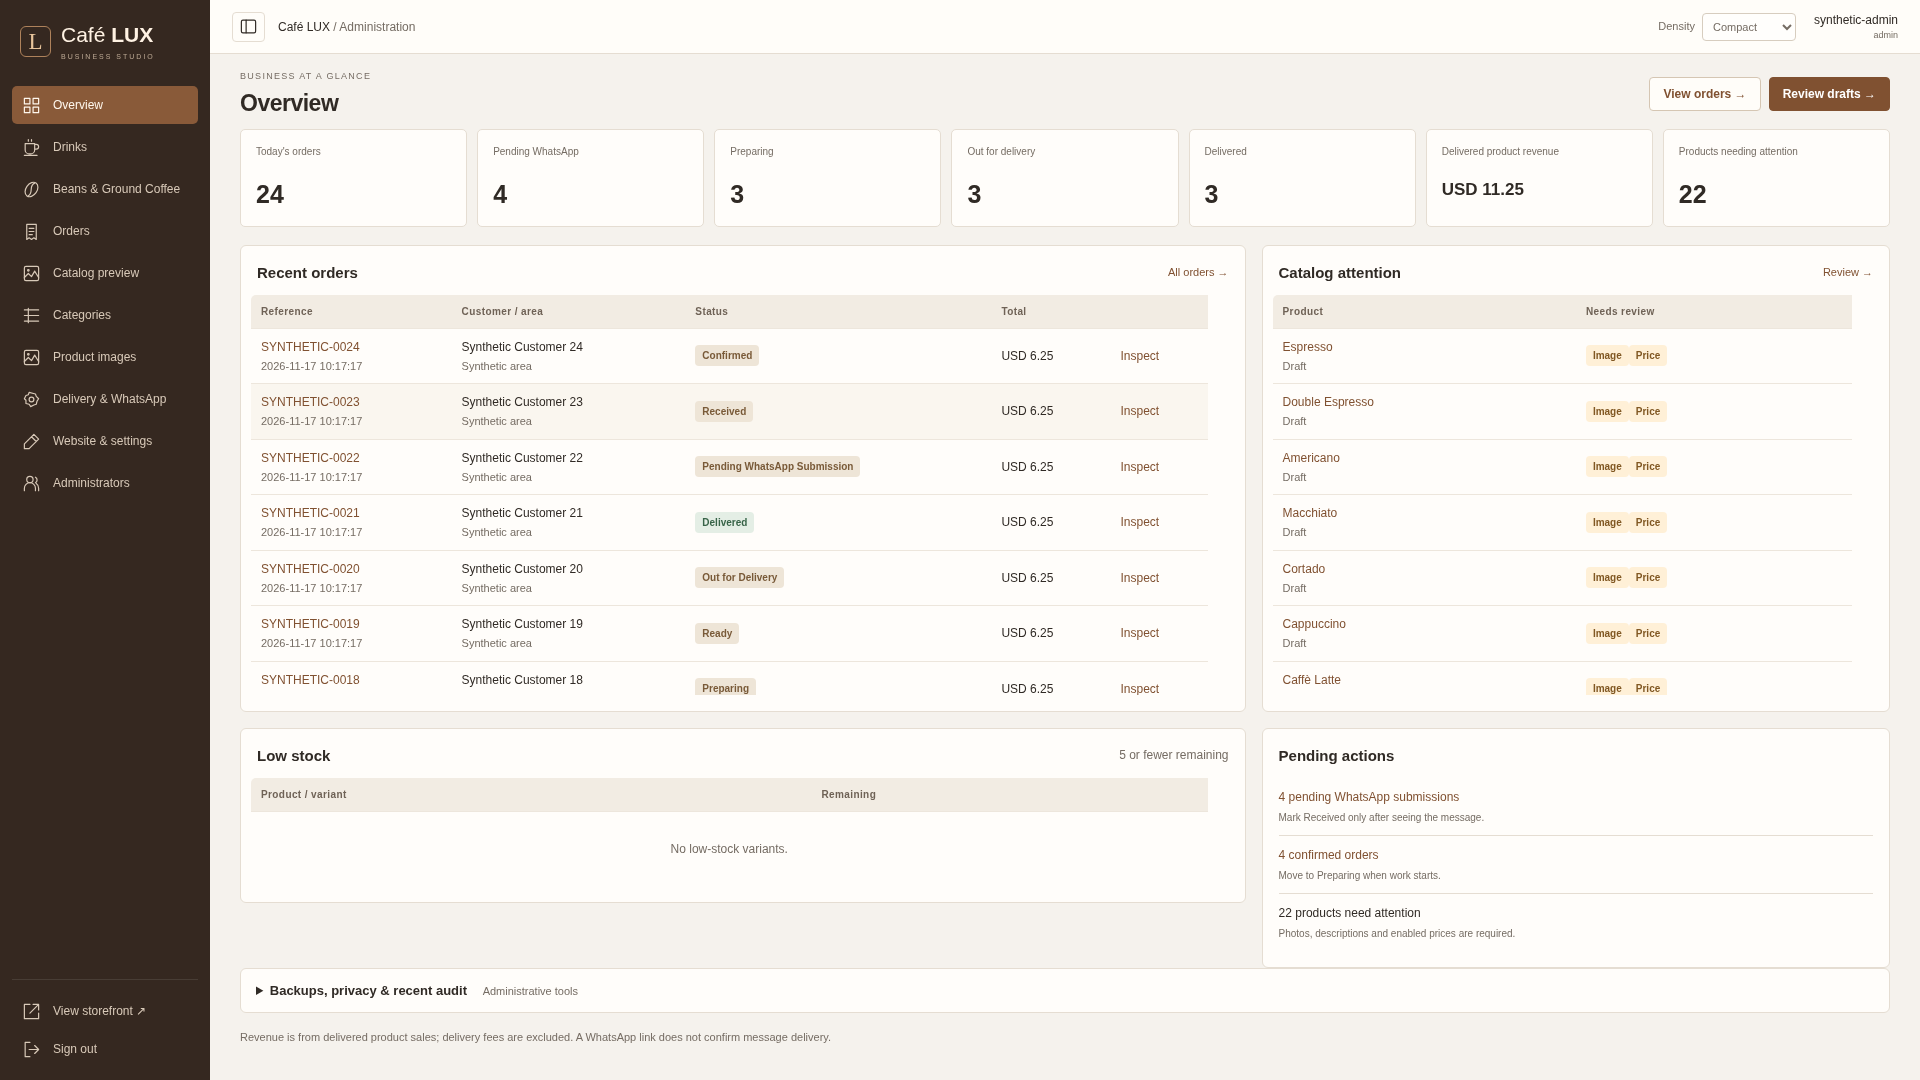 L
Café LUX
BUSINESS STUDIO
Overview
Drinks
Beans & Ground Coffee
Orders
Catalog preview
Categories
Product images
Delivery & WhatsApp
Website & settings
Administrators
View storefront ↗
Sign out
Café LUX / Administration
Density
Compact
synthetic-admin
admin
BUSINESS AT A GLANCE
Overview
View orders →
Review drafts →
Today's orders
24
Pending WhatsApp
4
Preparing
3
Out for delivery
3
Delivered
3
Delivered product revenue
USD 11.25
Products needing attention
22
Recent orders
All orders →
Reference Customer / area Status Total
SYNTHETIC-0024 Synthetic Customer 24 Confirmed USD 6.25 Inspect
2026-11-17 10:17:17 Synthetic area
SYNTHETIC-0023 Synthetic Customer 23 Received USD 6.25 Inspect
2026-11-17 10:17:17 Synthetic area
SYNTHETIC-0022 Synthetic Customer 22 Pending WhatsApp Submission USD 6.25 Inspect
2026-11-17 10:17:17 Synthetic area
SYNTHETIC-0021 Synthetic Customer 21 Delivered USD 6.25 Inspect
2026-11-17 10:17:17 Synthetic area
SYNTHETIC-0020 Synthetic Customer 20 Out for Delivery USD 6.25 Inspect
2026-11-17 10:17:17 Synthetic area
SYNTHETIC-0019 Synthetic Customer 19 Ready USD 6.25 Inspect
2026-11-17 10:17:17 Synthetic area
SYNTHETIC-0018 Synthetic Customer 18 Preparing USD 6.25 Inspect
Catalog attention
Review →
Product Needs review
Espresso Image Price
Draft
Double Espresso Image Price
Draft
Americano Image Price
Draft
Macchiato Image Price
Draft
Cortado Image Price
Draft
Cappuccino Image Price
Draft
Caffè Latte Image Price
Low stock
5 or fewer remaining
Product / variant Remaining
No low-stock variants.
Pending actions
4 pending WhatsApp submissions
Mark Received only after seeing the message.
4 confirmed orders
Move to Preparing when work starts.
22 products need attention
Photos, descriptions and enabled prices are required.
▶ Backups, privacy & recent audit Administrative tools
Revenue is from delivered product sales; delivery fees are excluded. A WhatsApp link does not confirm message delivery.